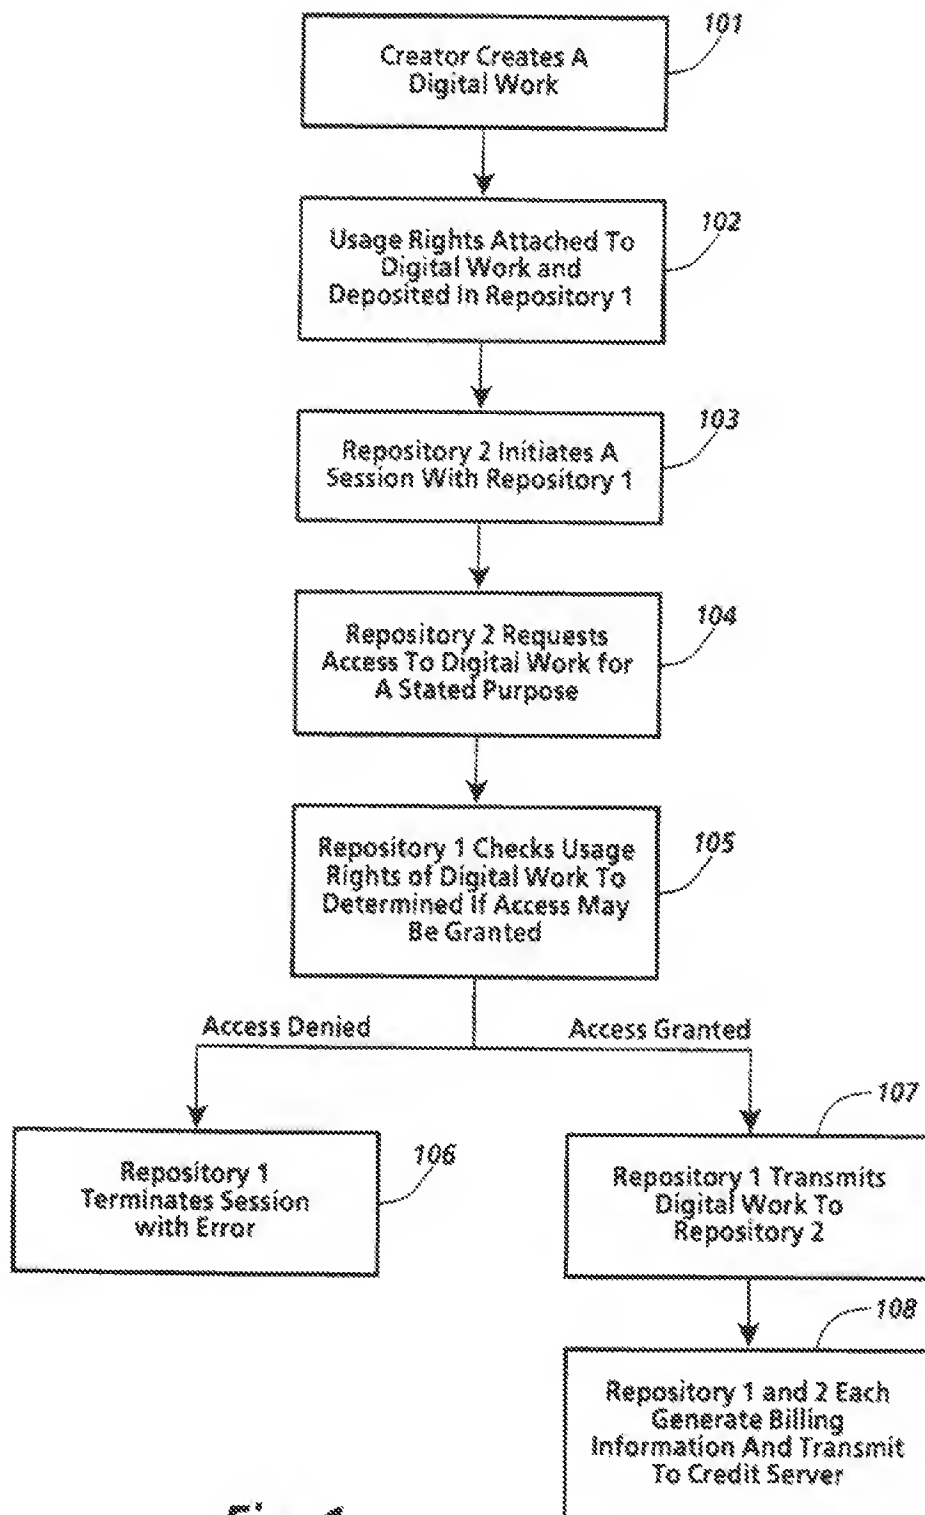 101
Creator Creates A
Digital Work
102
Usage Rights Attached To
Digital Work and
Deposited In Repository 1
103
Repository 2 Initiates A
Session With Repository 1
104
Repository 2 Requests
Access To Digital Work for
A Stated Purpose
105
Repository 1 Checks Usage
Rights of Digital Work To
Determined If Access May
Be Granted
Access Denied
Access Granted
106
Repository 1
Terminates Session
with Error
107
Repository 1 Transmits
Digital Work To
Repository 2
108
Repository 1 and 2 Each
Generate Billing
Information And Transmit
To Credit Server